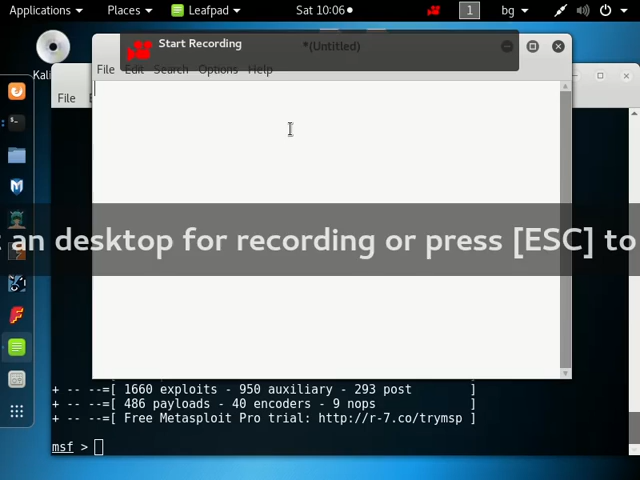 Applications Places Leafpad Sat 10:06 1 bg
Start Recording
*(Untitled)
File Edit Search Options Help
Kali
File
an desktop for recording or press [ESC] to
+ -- --=[ 1660 exploits - 950 auxiliary - 293 post ]
+ -- --=[ 486 payloads - 40 encoders - 9 nops ]
+ -- --=[ Free Metasploit Pro trial: http://r-7.co/trymsp ]
msf >